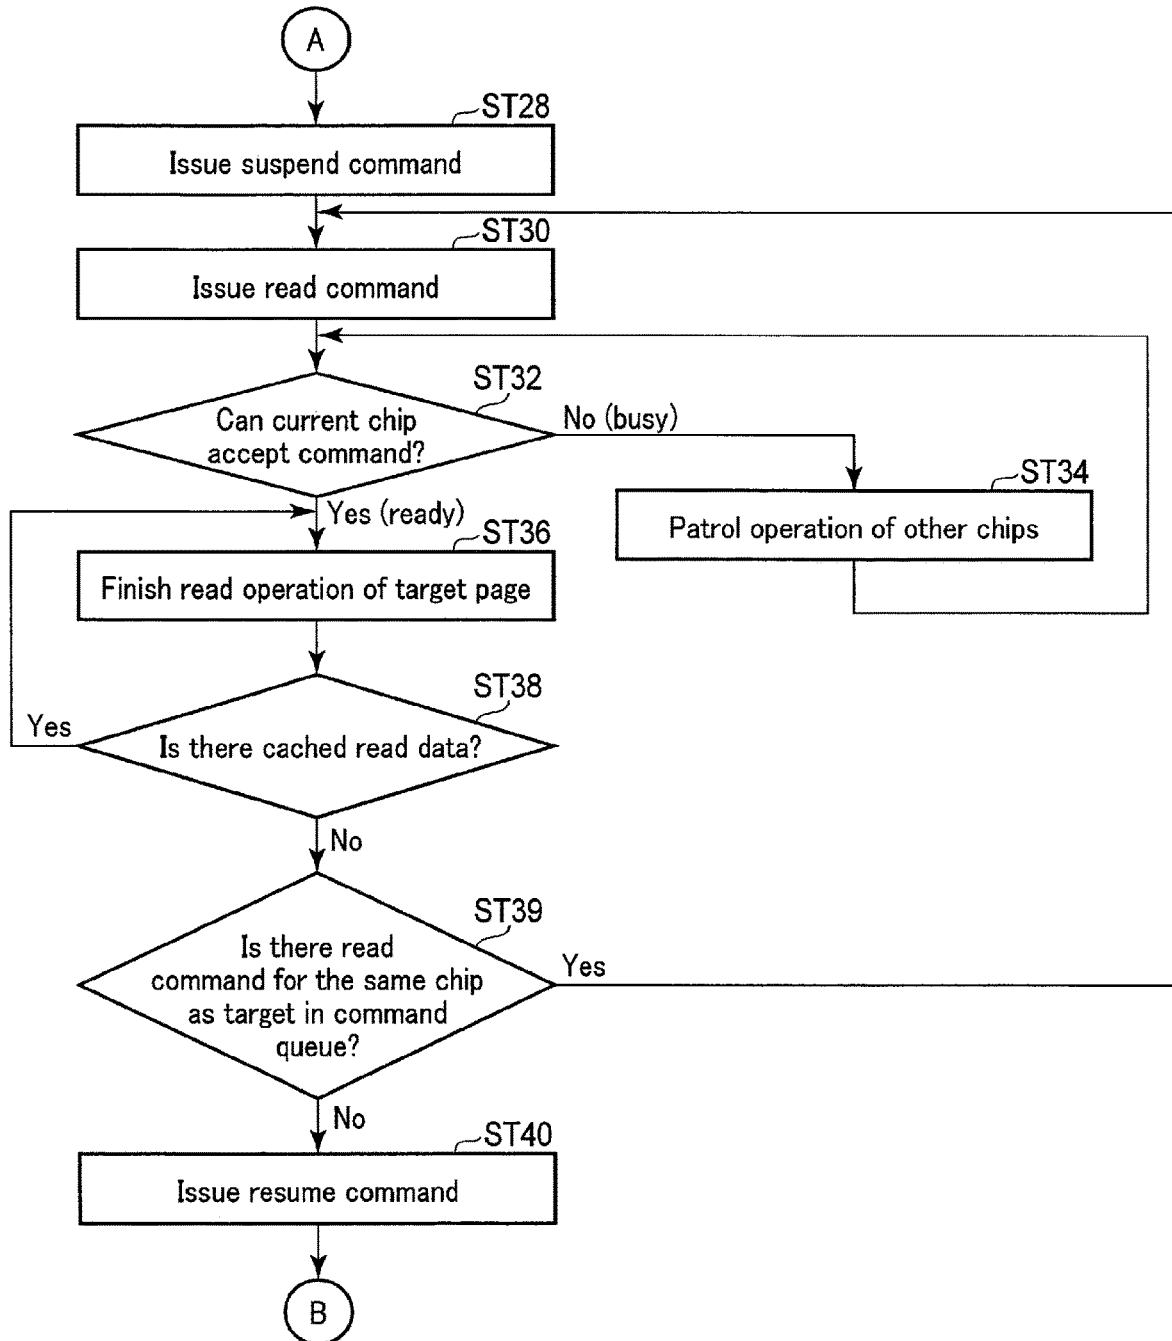 A
ST28
Issue suspend command
ST30
Issue read command
ST32
Can current chip
accept command?
No (busy)
ST34
Patrol operation of other chips
Yes (ready)
ST36
Finish read operation of target page
ST38
Is there cached read data?
Yes
No
ST39
Is there read
command for the same chip
as target in command
queue?
Yes
No
ST40
Issue resume command
B